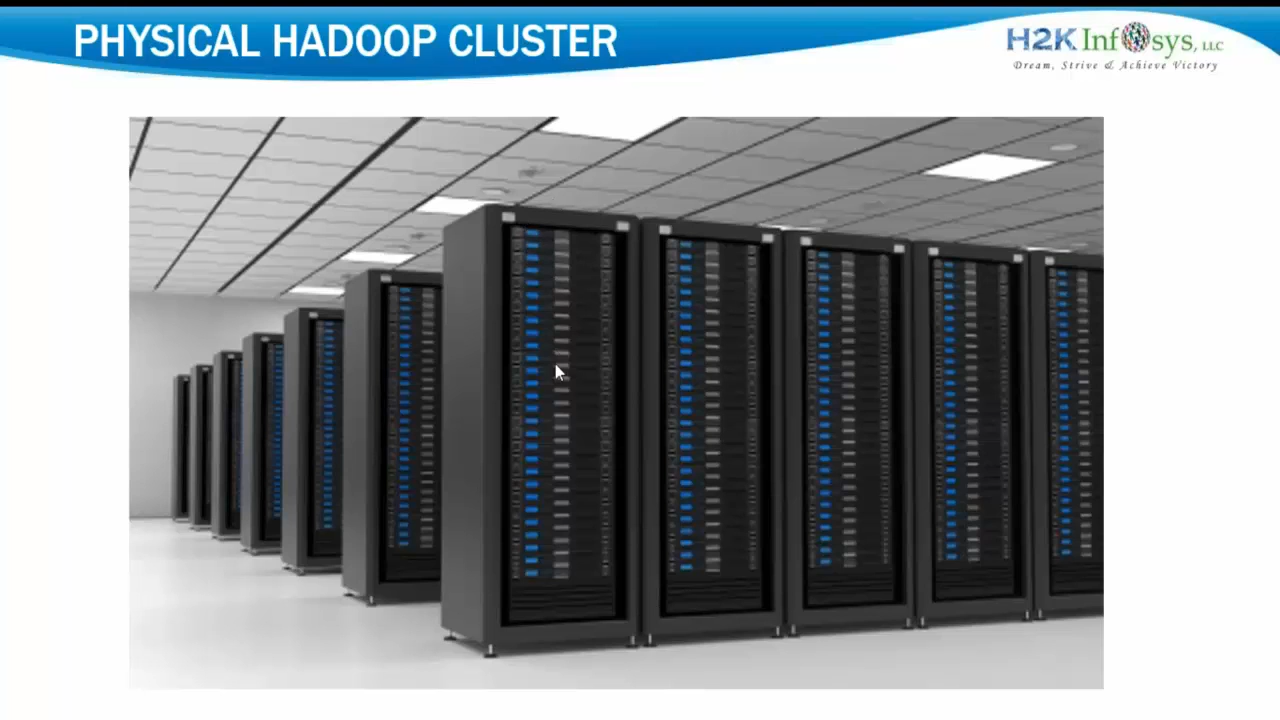 PHYSICAL HADOOP CLUSTER
H2K Infosys, LLC
Dream, Strive & Achieve Victory